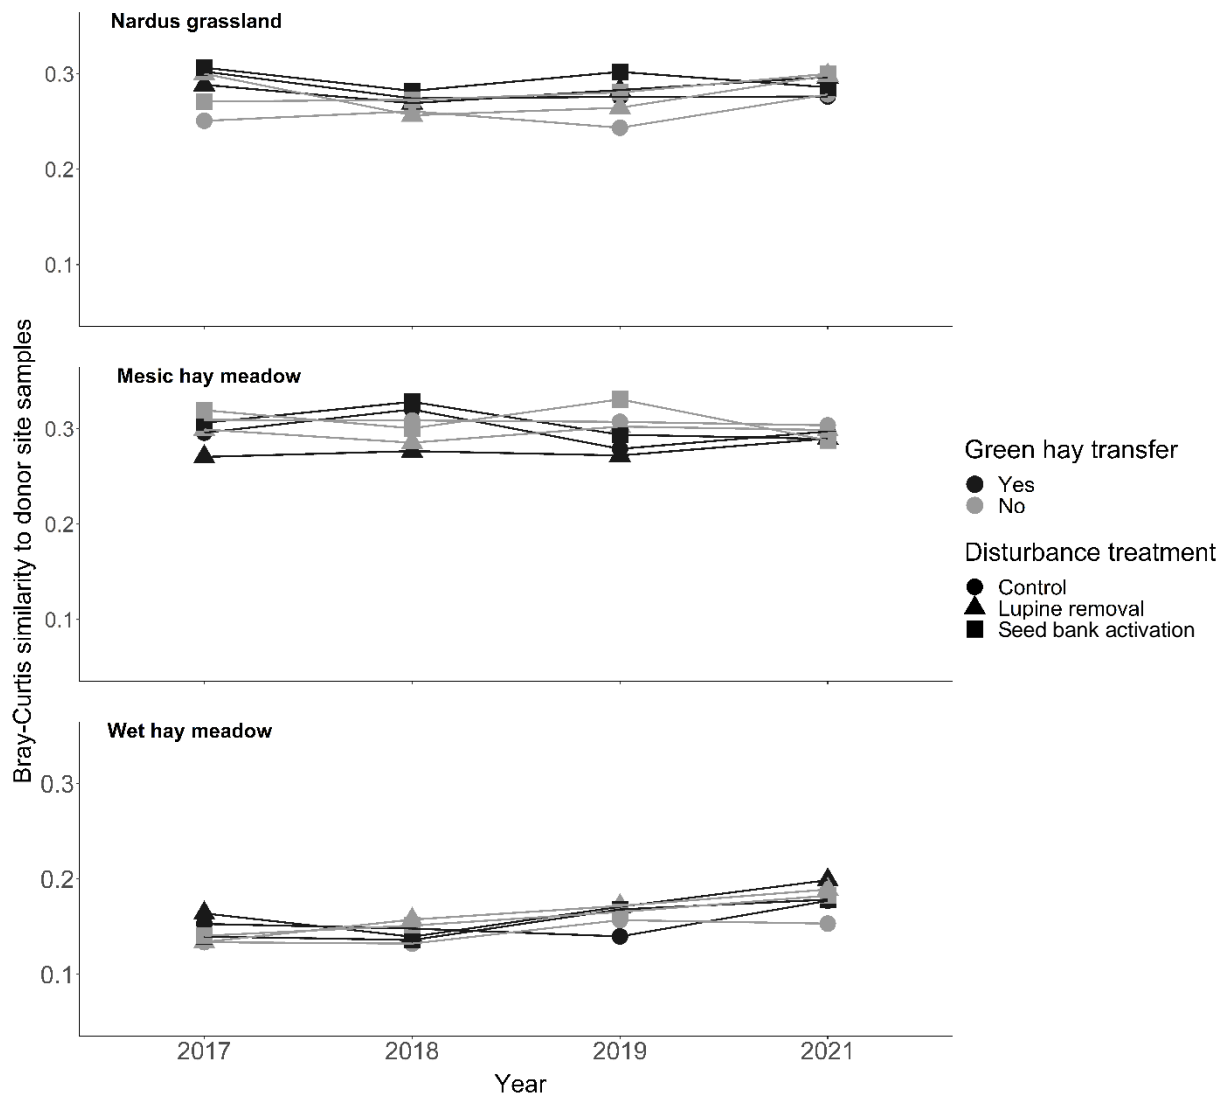 Nardus grassland
0.3
0.2
0.1
Mesic hay meadow
0.3
0.2
0.1
Wet hay meadow
0.3
0.2
0.1
2017 2018 2019 2021
Year
Bray-Curtis similarity to donor site samples
Green hay transfer
Yes
No
Disturbance treatment
Control
Lupine removal
Seed bank activation